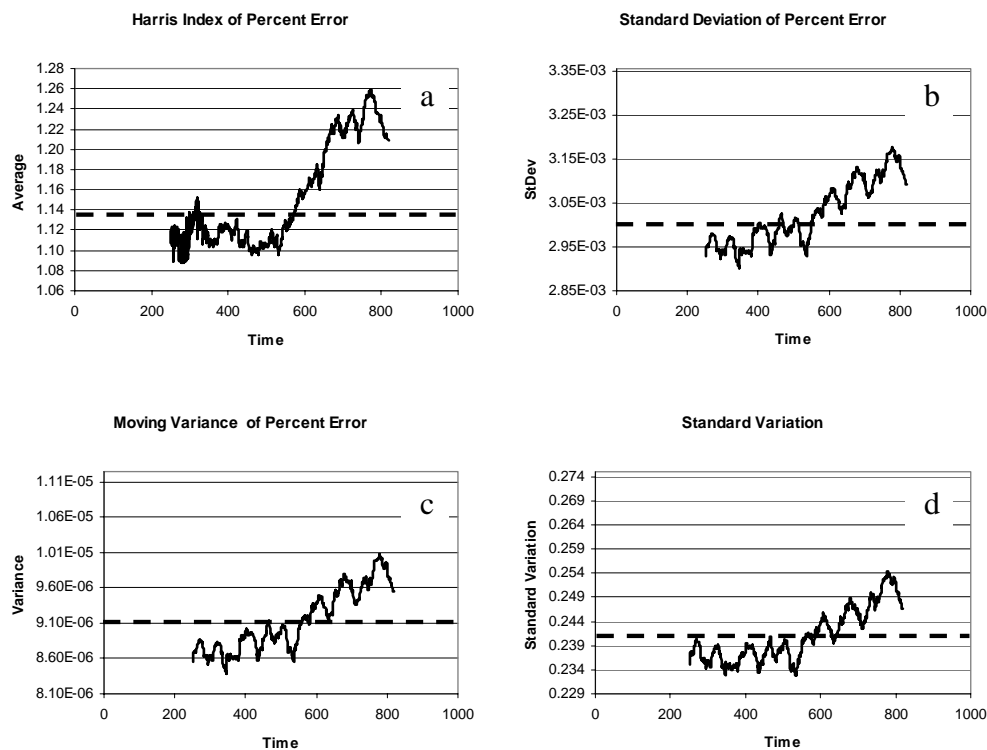 Harris Index of Percent Error
1.28
1.26
1.24
1.22
1.20
1.18
1.16
1.14
1.12
1.10
1.08
1.06
Average
a
0 200 400 600 800 1000
Time
Standard Deviation of Percent Error
3.35E-03
3.25E-03
3.15E-03
3.05E-03
2.95E-03
2.85E-03
StDev
b
0 200 400 600 800 1000
Time
Moving Variance of Percent Error
1.11E-05
1.06E-05
1.01E-05
9.60E-06
9.10E-06
8.60E-06
8.10E-06
Variance
c
0 200 400 600 800 1000
Time
Standard Variation
0.274
0.269
0.264
0.259
0.254
0.249
0.244
0.239
0.234
0.229
Standard Variation
d
0 200 400 600 800 1000
Time